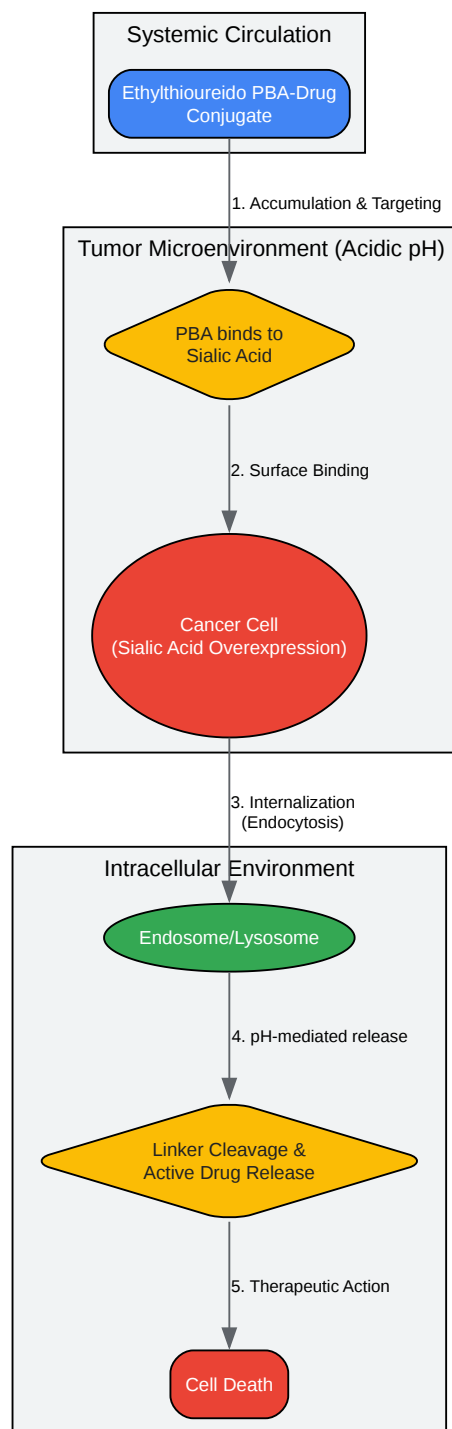 Systemic Circulation
Ethylthioureido PBA-Drug
Conjugate
1. Accumulation & Targeting
Tumor Microenvironment (Acidic pH)
PBA binds to
Sialic Acid
2. Surface Binding
Cancer Cell
(Sialic Acid Overexpression)
3. Internalization
(Endocytosis)
Intracellular Environment
Endosome/Lysosome
4. pH-mediated release
Linker Cleavage &
Active Drug Release
5. Therapeutic Action
Cell Death